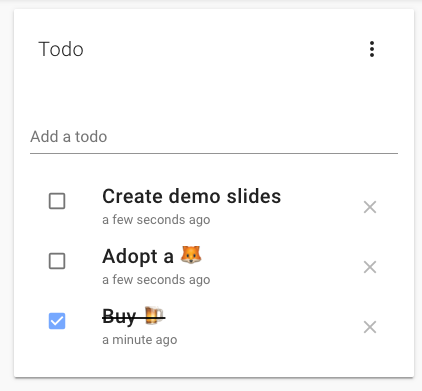 Todo
Add a todo
Create demo slides
a few seconds ago
Adopt a 🦊
a few seconds ago
Buy 🍺
a minute ago